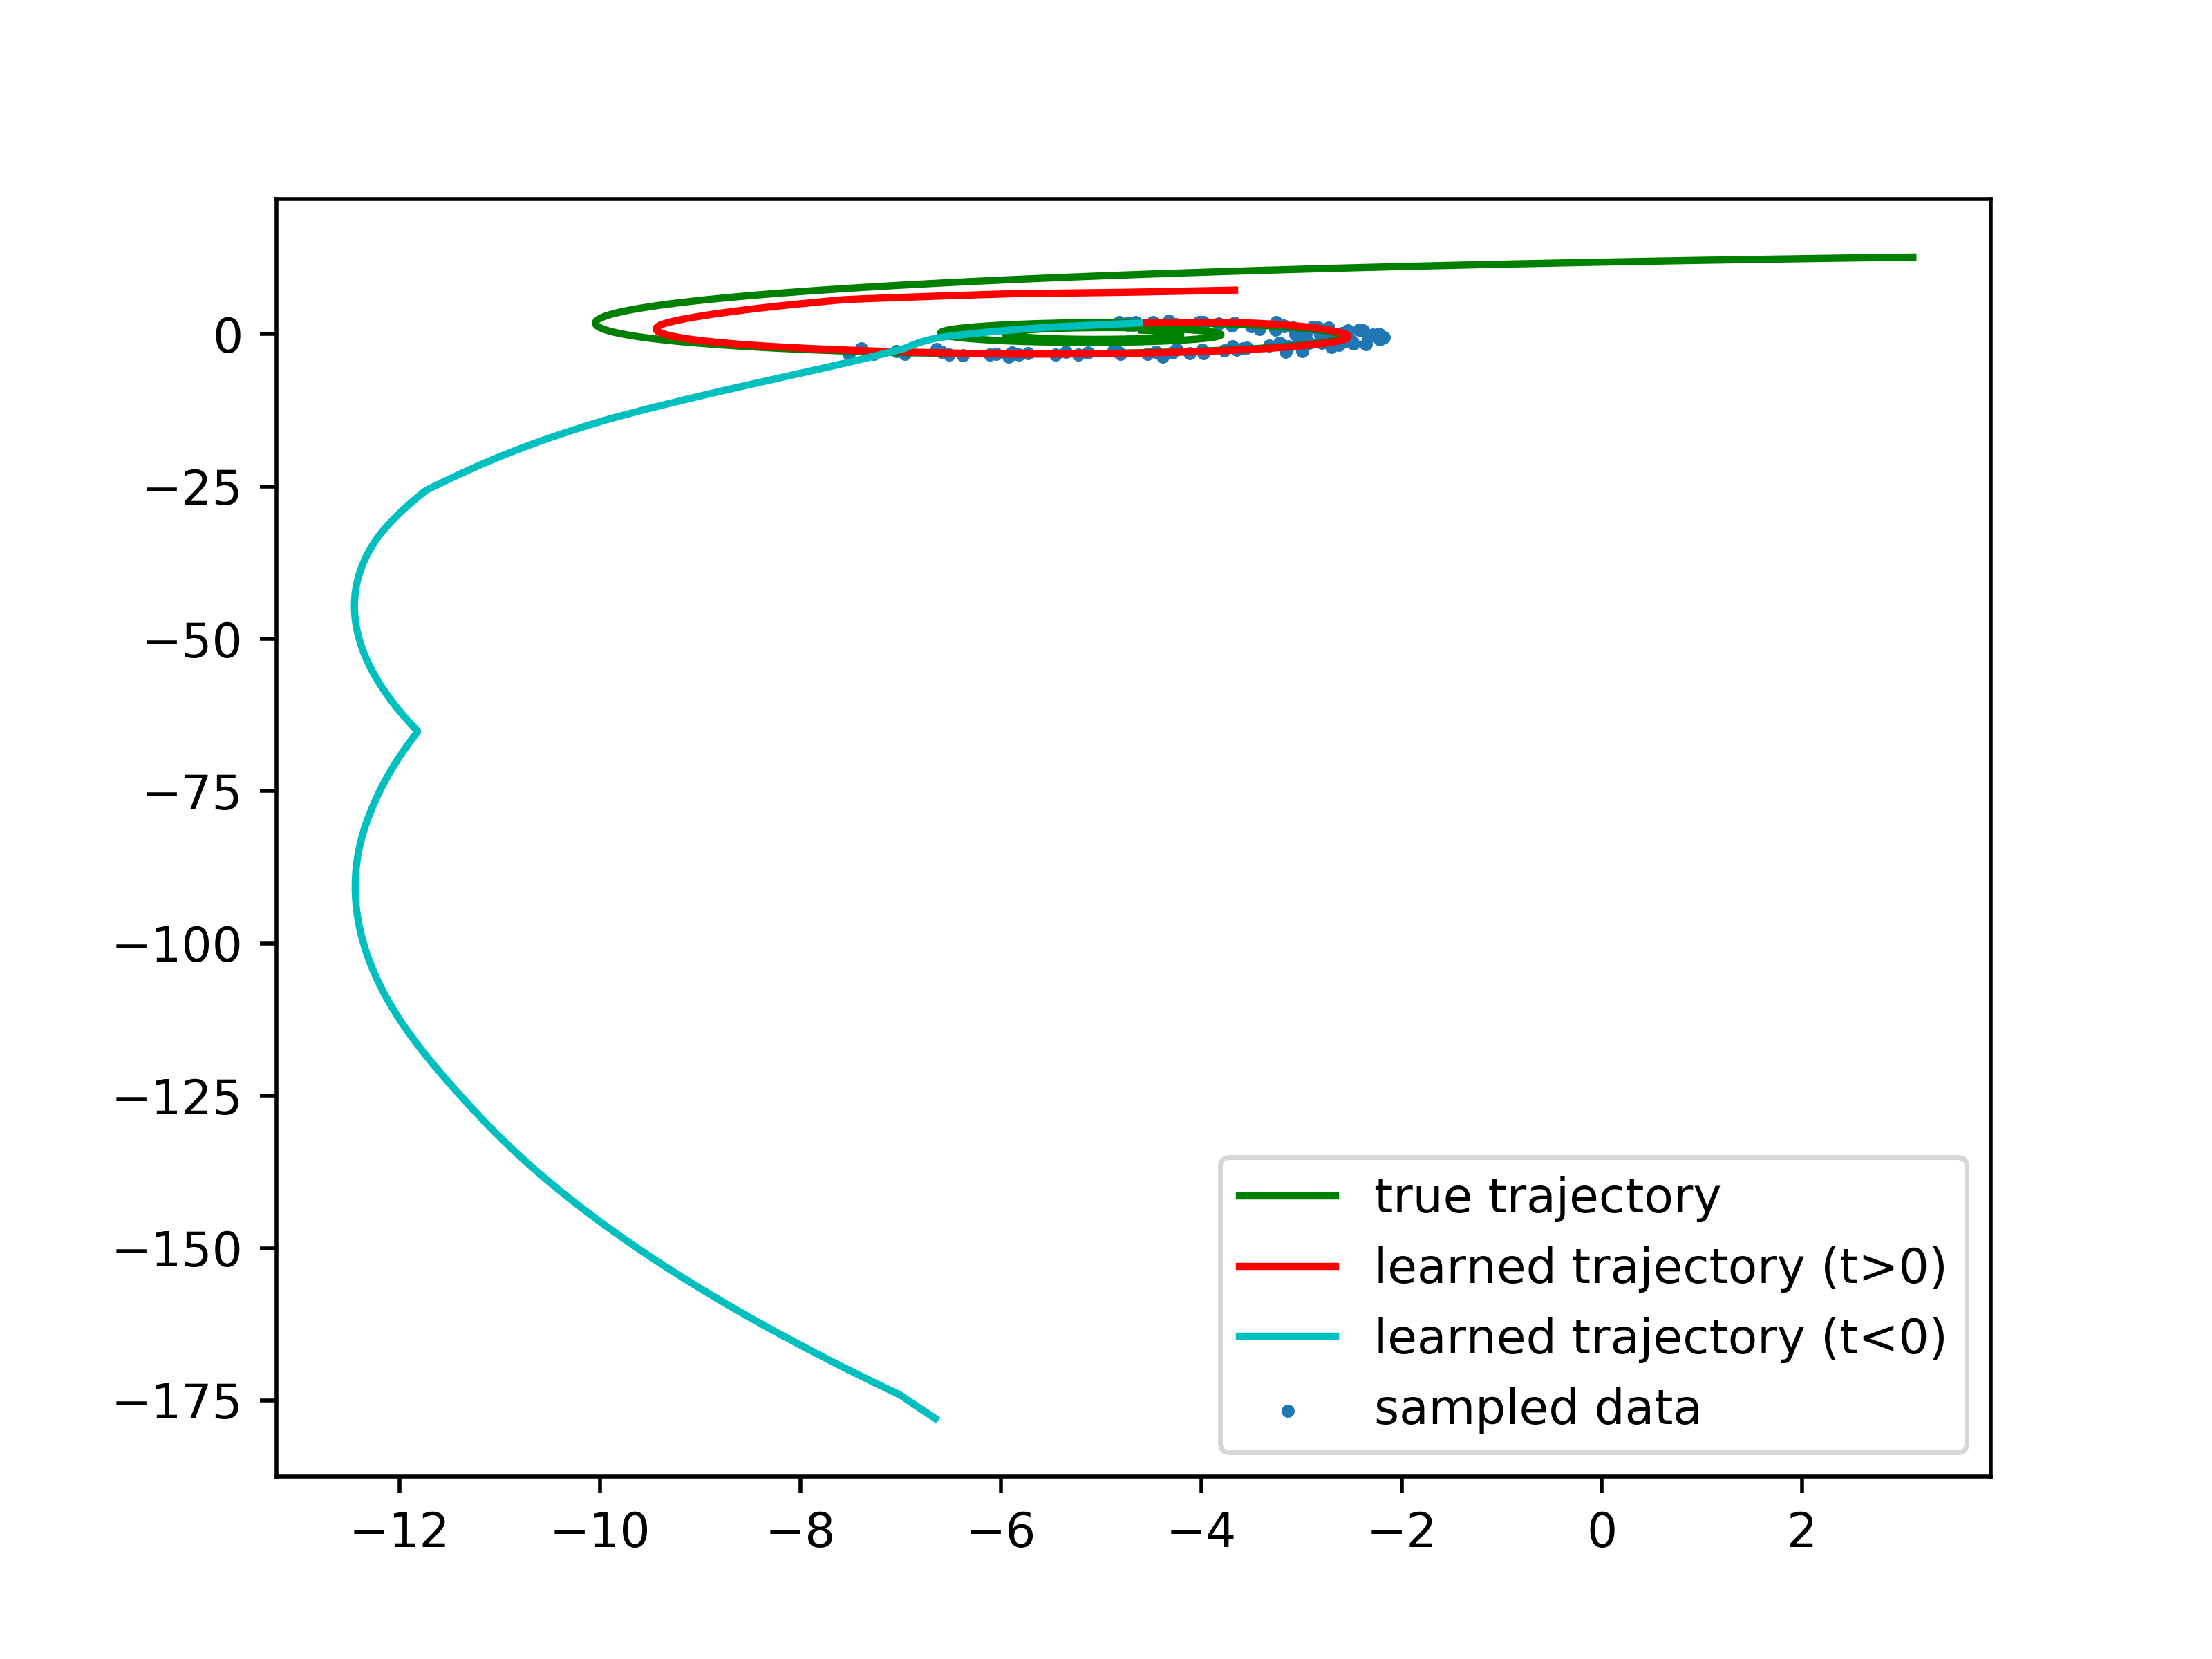 0
−25
−50
−75
−100
−125
−150
−175
−12 −10 −8 −6 −4 −2 0 2
true trajectory
learned trajectory (t>0)
learned trajectory (t<0)
sampled data